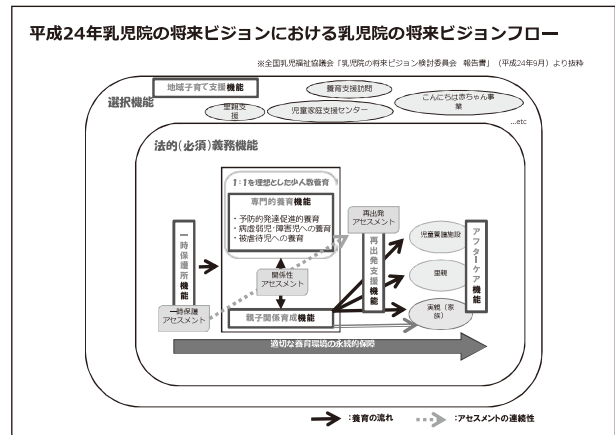 平成24年乳児院の将来ビジョンにおける乳児院の将来ビジョンフロー
※全国乳児福祉協議会「乳児院の将来ビジョン検討委員会　報告書」（平成24年9月）より抜粋
選択機能
地域子育て支援機能
里親支
援
養育支援訪問
児童家庭支援センター
こんにちは赤ちゃん事
業
…etc
法的(必須)義務機能
一時保護所機能
一時保護
アセスメント
1：1を理想とした少人数養育
専門的養育機能
・予防的発達促進的養育
・病虚弱児・障害児への養育
・被虐待児への養育
関係性
アセスメント
親子関係育成機能
再出発
アセスメント
再出発支援機能
児童養護施設
里親
実親（家
族）
アフターケア機能
適切な養育環境の永続的保障
：養育の流れ
：アセスメントの連続性